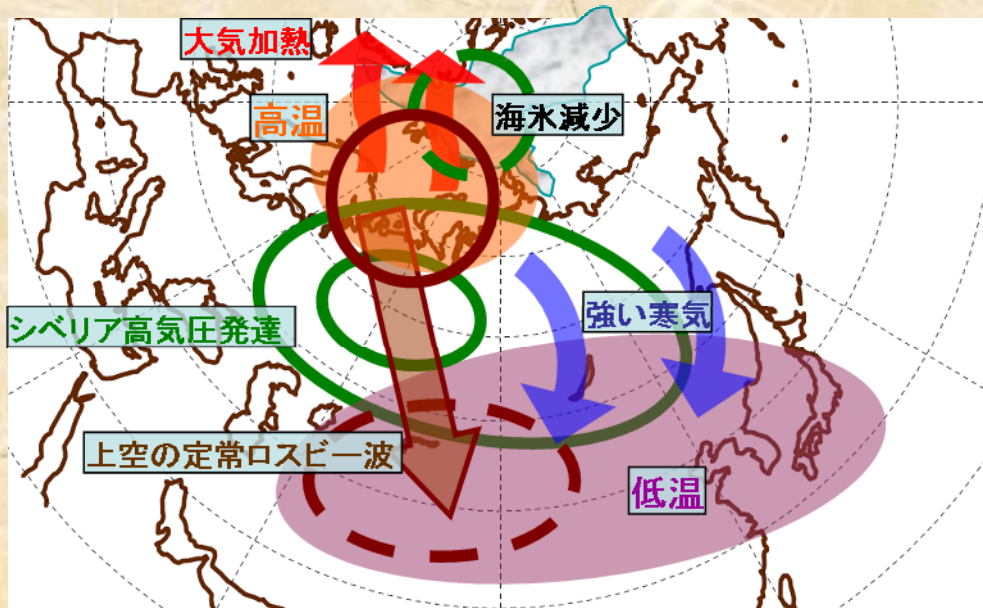 大気加熱
高温
海氷減少
シベリア高気圧発達
強い寒気
上空の定常ロスビー波
低温